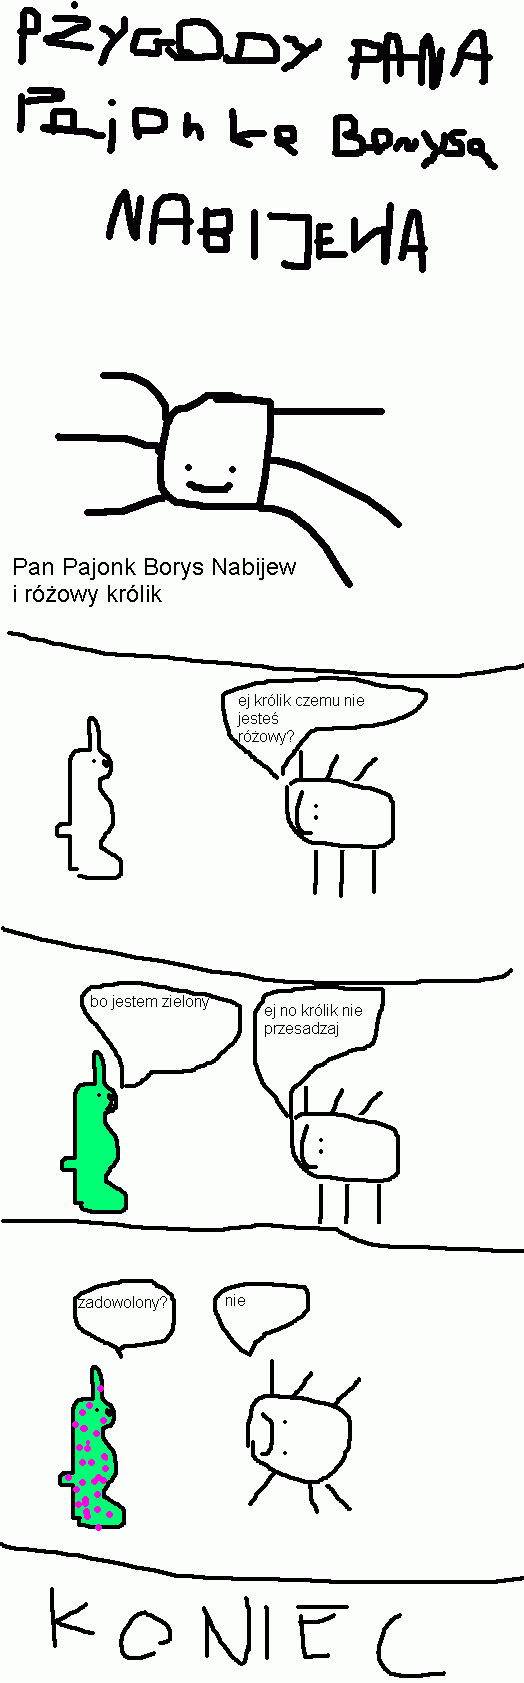 PŻYGODY PANA
PAjOnKA BORYSA
NABIJEWA
Pan Pajonk Borys Nabijew
i różowy królik
ej królik czemu nie
jesteś
różowy?
bo jestem zielony
ej no królik nie
przesadzaj
zadowolony?
nie
KONIEC